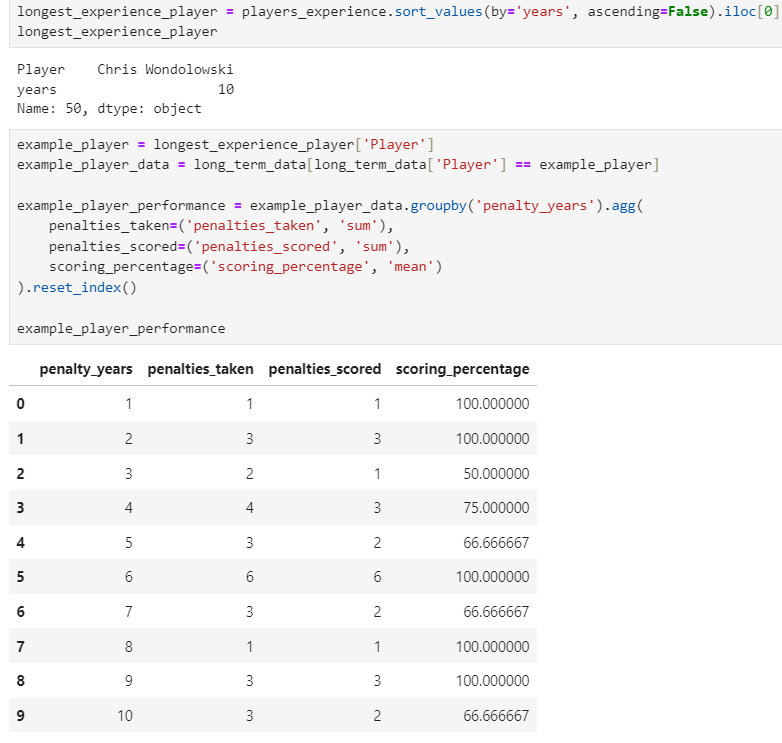 longest_experience_player = players_experience.sort_values(by='years', ascending=False).iloc[0]
longest_experience_player
Player    Chris Wondolowski
years                    10
Name: 50, dtype: object
example_player = longest_experience_player['Player']
example_player_data = long_term_data[long_term_data['Player'] == example_player]
example_player_performance = example_player_data.groupby('penalty_years').agg(
    penalties_taken=('penalties_taken', 'sum'),
    penalties_scored=('penalties_scored', 'sum'),
    scoring_percentage=('scoring_percentage', 'mean')
).reset_index()
example_player_performance
penalty_years penalties_taken penalties_scored scoring_percentage
0 1 1 1 100.000000
1 2 3 3 100.000000
2 3 2 1 50.000000
3 4 4 3 75.000000
4 5 3 2 66.666667
5 6 6 6 100.000000
6 7 3 2 66.666667
7 8 1 1 100.000000
8 9 3 3 100.000000
9 10 3 2 66.666667